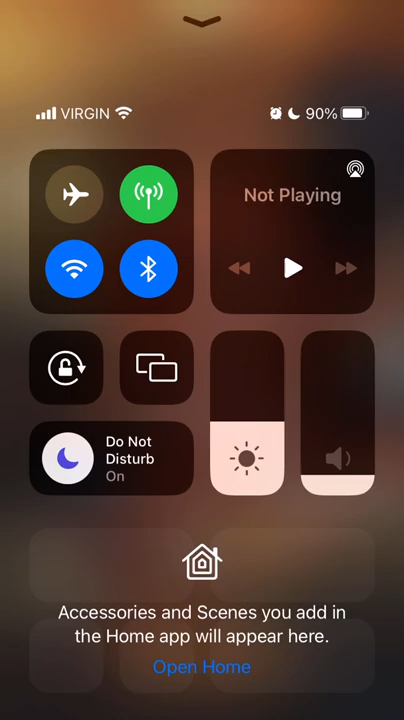 VIRGIN
90%
Not Playing
Do Not
Disturb
On
Accessories and Scenes you add in
the Home app will appear here.
Open Home